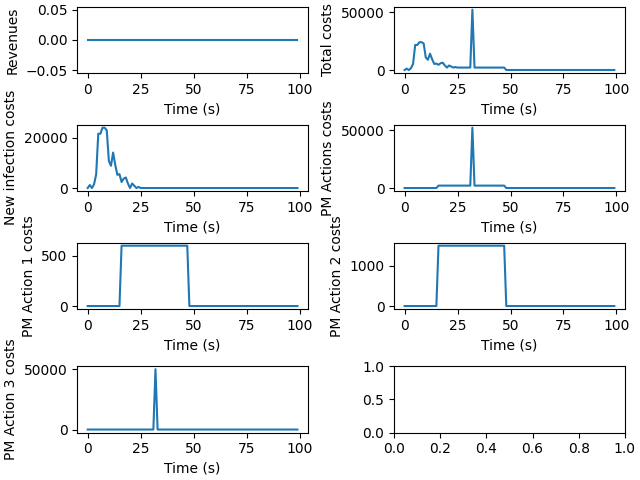 Revenues
0.05
0.00
−0.05
0 25 50 75 100
Time (s)
Total costs
50000
0
0 25 50 75 100
Time (s)
New infection costs
20000
0
0 25 50 75 100
Time (s)
PM Actions costs
50000
0
0 25 50 75 100
Time (s)
PM Action 1 costs
500
0
0 25 50 75 100
Time (s)
PM Action 2 costs
1000
0
0 25 50 75 100
Time (s)
PM Action 3 costs
50000
0
0 25 50 75 100
Time (s)
1.0
0.5
0.0
0.0 0.2 0.4 0.6 0.8 1.0